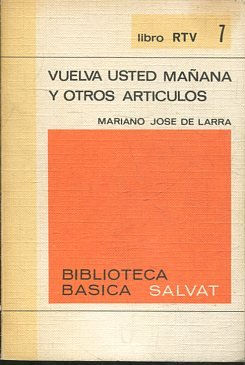 libro RTV 7
VUELVA USTED MAÑANA
Y OTROS ARTICULOS
MARIANO JOSE DE LARRA
BIBLIOTECA
BASICA SALVAT